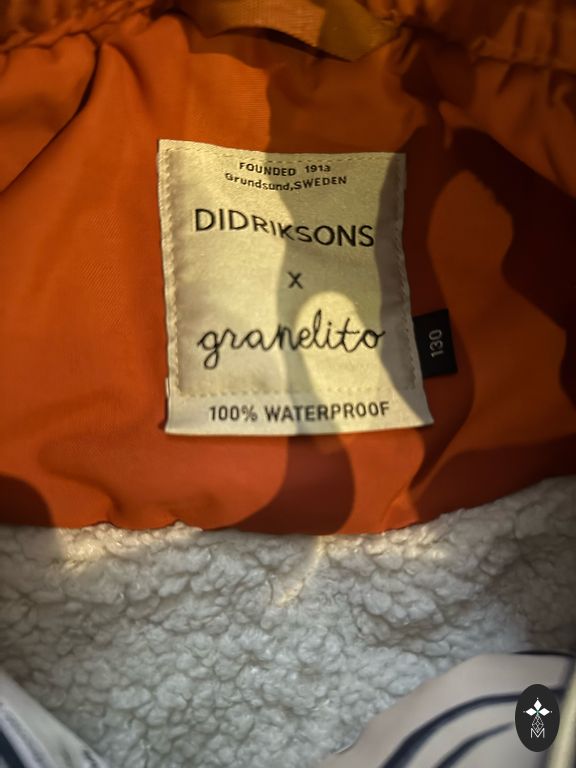 FOUNDED 1913
Grundsund,SWEDEN
DIDRIKSONS
x
granelito
130
100% WATERPROOF
M